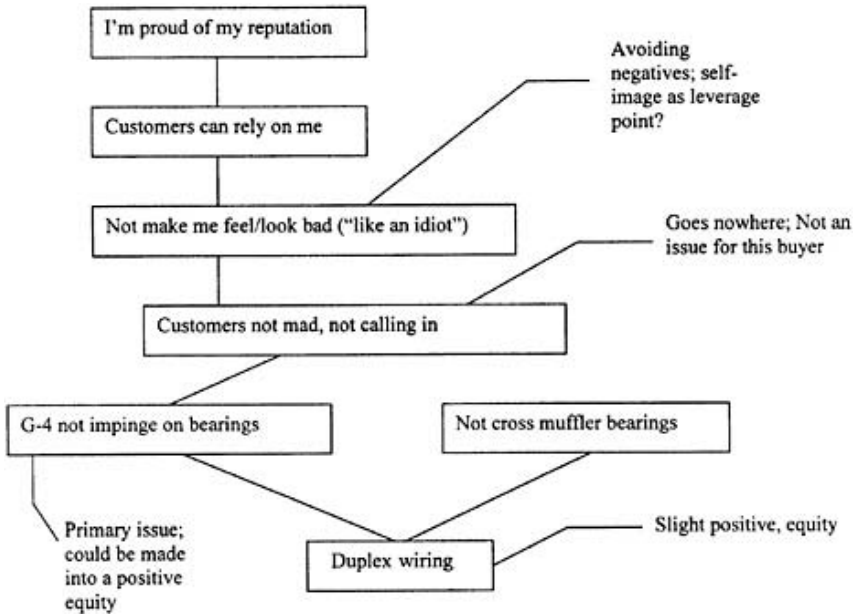 I'm proud of my reputation
Avoiding
negatives; self-
image as leverage
point?
Customers can rely on me
Not make me feel/look bad ("like an idiot")
Goes nowhere; Not an
issue for this buyer
Customers not mad, not calling in
G-4 not impinge on bearings
Not cross muffler bearings
Primary issue;
could be made
into a positive
equity
Duplex wiring
Slight positive, equity